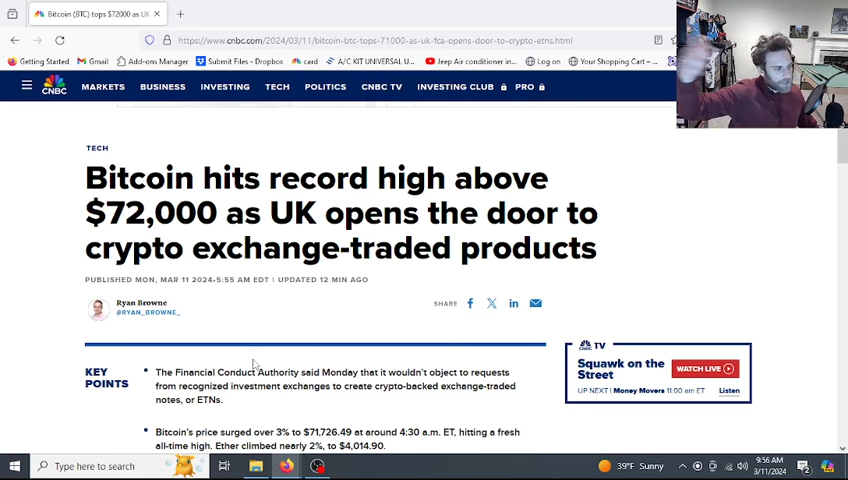 Bitcoin (BTC) tops $72000 as UK
https://www.cnbc.com/2024/03/11/bitcoin-btc-tops-71000-as-uk-fca-opens-door-to-crypto-etns.html
Getting Started Gmail Add-ons Manager Submit Files - Dropbox card A/C KIT UNIVERSAL U... Jeep Air conditioner in... Log on Your Shopping Cart -...
CNBC MARKETS BUSINESS INVESTING TECH POLITICS CNBC TV INVESTING CLUB PRO
TECH
Bitcoin hits record high above
$72,000 as UK opens the door to
crypto exchange-traded products
PUBLISHED MON, MAR 11 2024•5:55 AM EDT | UPDATED 12 MIN AGO
Ryan Browne
@RYAN_BROWNE_
SHARE
KEY
POINTS
The Financial Conduct Authority said Monday that it wouldn't object to requests
from recognized investment exchanges to create crypto-backed exchange-traded
notes, or ETNs.
Bitcoin's price surged over 3% to $71,726.49 at around 4:30 a.m. ET, hitting a fresh
all-time high. Ether climbed nearly 2%, to $4,014.90.
CNBC TV
Squawk on the
Street
WATCH LIVE
UP NEXT | Money Movers 11:00 am ET Listen
Type here to search
39°F Sunny
9:56 AM
3/11/2024
2